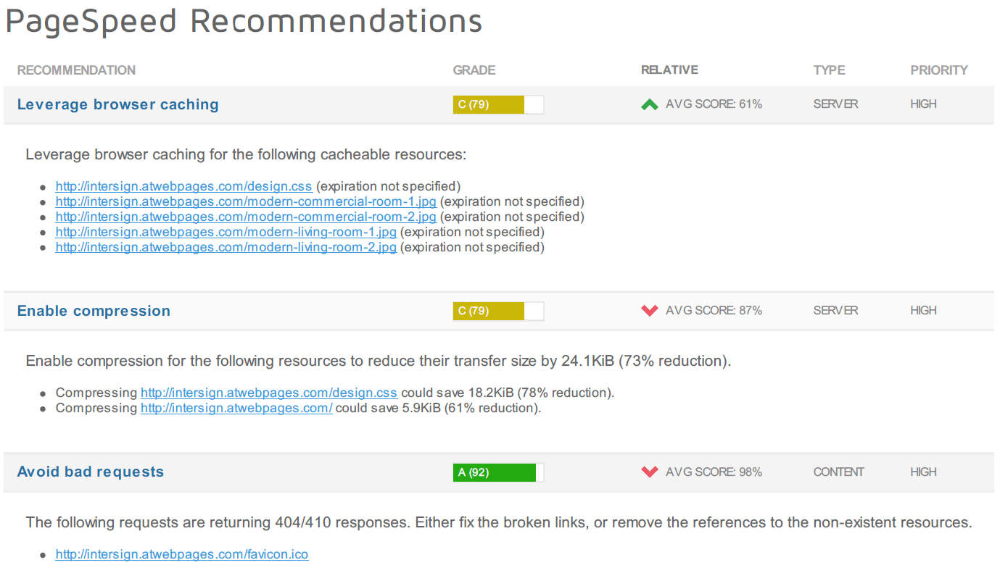 PageSpeed Recommendations
RECOMMENDATION GRADE RELATIVE TYPE PRIORITY
Leverage browser caching C (79) AVG SCORE: 61% SERVER HIGH
Leverage browser caching for the following cacheable resources:
• http://intersign.atwebpages.com/design.css (expiration not specified)
• http://intersign.atwebpages.com/modern-commercial-room-1.jpg (expiration not specified)
• http://intersign.atwebpages.com/modern-commercial-room-2.jpg (expiration not specified)
• http://intersign.atwebpages.com/modern-living-room-1.jpg (expiration not specified)
• http://intersign.atwebpages.com/modern-living-room-2.jpg (expiration not specified)
Enable compression C (79) AVG SCORE: 87% SERVER HIGH
Enable compression for the following resources to reduce their transfer size by 24.1KiB (73% reduction).
• Compressing http://intersign.atwebpages.com/design.css could save 18.2KiB (78% reduction).
• Compressing http://intersign.atwebpages.com/ could save 5.9KiB (61% reduction).
Avoid bad requests A (92) AVG SCORE: 98% CONTENT HIGH
The following requests are returning 404/410 responses. Either fix the broken links, or remove the references to the non-existent resources.
• http://intersign.atwebpages.com/favicon.ico